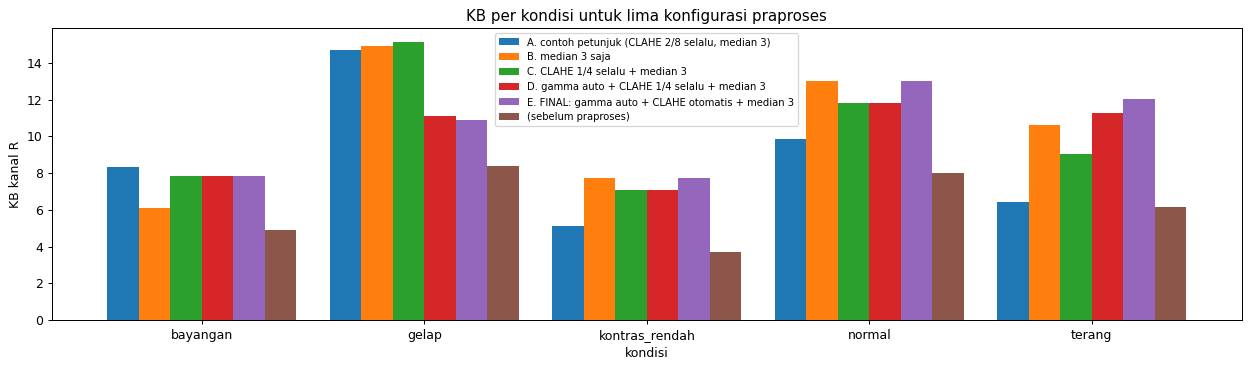 KB per kondisi untuk lima konfigurasi praproses
A. contoh petunjuk (CLAHE 2/8 selalu, median 3)
B. median 3 saja
C. CLAHE 1/4 selalu + median 3
D. gamma auto + CLAHE 1/4 selalu + median 3
E. FINAL: gamma auto + CLAHE otomatis + median 3
(sebelum praproses)
KB kanal R
14
12
10
8
6
4
2
0
bayangan
gelap
kontras_rendah
normal
terang
kondisi